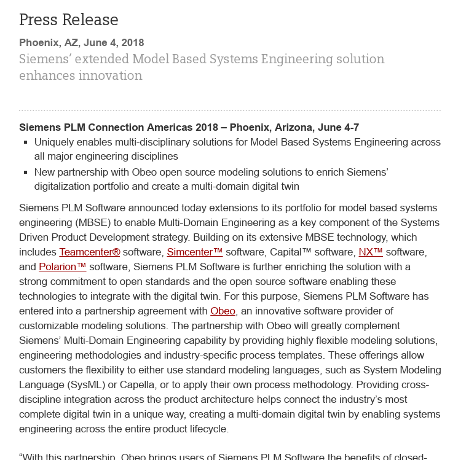 Press Release
Phoenix, AZ, June 4, 2018
Siemens' extended Model Based Systems Engineering solution
enhances innovation
Siemens PLM Connection Americas 2018 – Phoenix, Arizona, June 4-7
▪ Uniquely enables multi-disciplinary solutions for Model Based Systems Engineering across
all major engineering disciplines
▪ New partnership with Obeo open source modeling solutions to enrich Siemens'
digitalization portfolio and create a multi-domain digital twin
Siemens PLM Software announced today extensions to its portfolio for model based systems
engineering (MBSE) to enable Multi-Domain Engineering as a key component of the Systems
Driven Product Development strategy. Building on its extensive MBSE technology, which
includes Teamcenter® software, Simcenter™ software, Capital™ software, NX™ software,
and Polarion™ software, Siemens PLM Software is further enriching the solution with a
strong commitment to open standards and the open source software enabling these
technologies to integrate with the digital twin. For this purpose, Siemens PLM Software has
entered into a partnership agreement with Obeo, an innovative software provider of
customizable modeling solutions. The partnership with Obeo will greatly complement
Siemens' Multi-Domain Engineering capability by providing highly flexible modeling solutions,
engineering methodologies and industry-specific process templates. These offerings allow
customers the flexibility to either use standard modeling languages, such as System Modeling
Language (SysML) or Capella, or to apply their own process methodology. Providing cross-
discipline integration across the product architecture helps connect the industry's most
complete digital twin in a unique way, creating a multi-domain digital twin by enabling systems
engineering across the entire product lifecycle.
"With this partnership, Obeo brings users of Siemens PLM Software the benefits of closed-